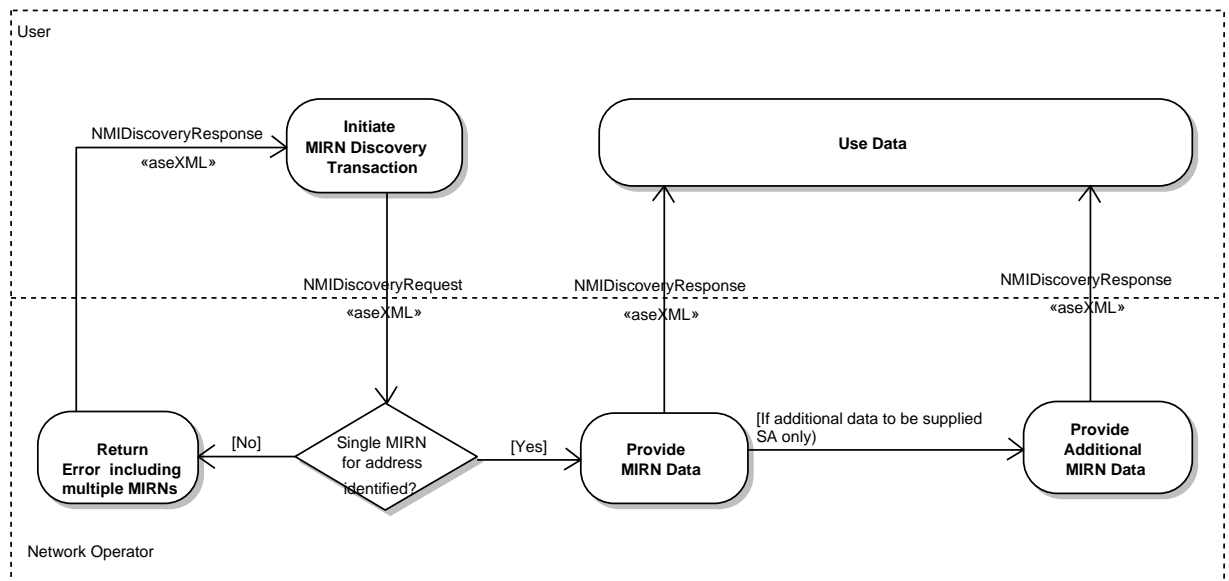 User
NMIDiscoveryResponse
«aseXML»
Initiate
MIRN Discovery
Transaction
Use Data
NMIDiscoveryRequest
«aseXML»
NMIDiscoveryResponse
«aseXML»
NMIDiscoveryResponse
«aseXML»
Return
Error including
multiple MIRNs
[No]
Single MIRN
for address
identified?
[Yes]
Provide
MIRN Data
[If additional data to be supplied
SA only)
Provide
Additional
MIRN Data
Network Operator